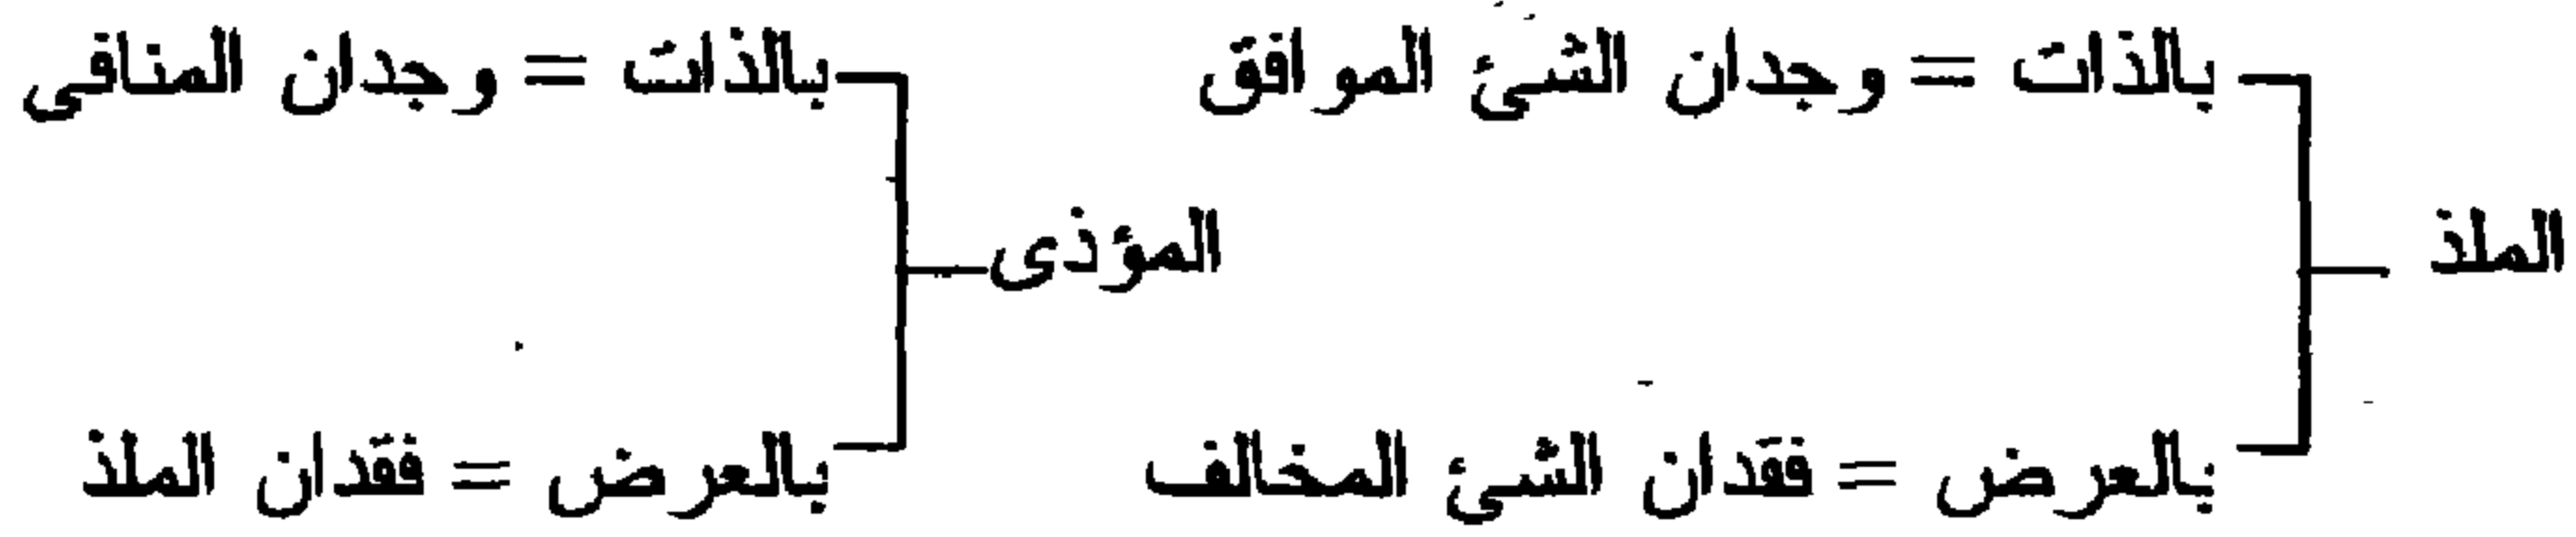 بالذات = وجدان الشئ الموافق
الملذ
بالعرض = فقدان الشئ المخالف
بالذات = وجدان المنافى
المؤذى
بالعرض = فقدان الملذ